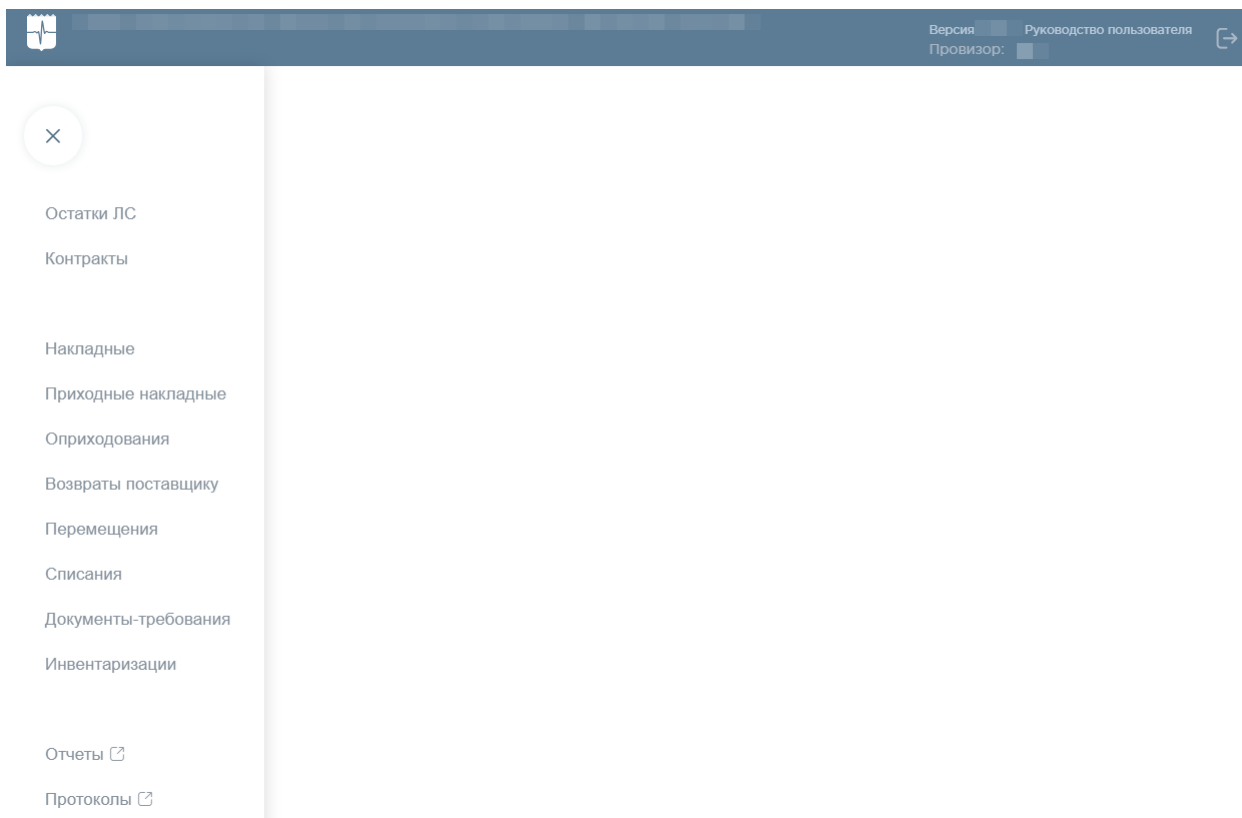 Версия Руководство пользователя
Провизор:
Остатки ЛС
Контракты
Накладные
Приходные накладные
Оприходования
Возвраты поставщику
Перемещения
Списания
Документы-требования
Инвентаризации
Отчеты
Протоколы